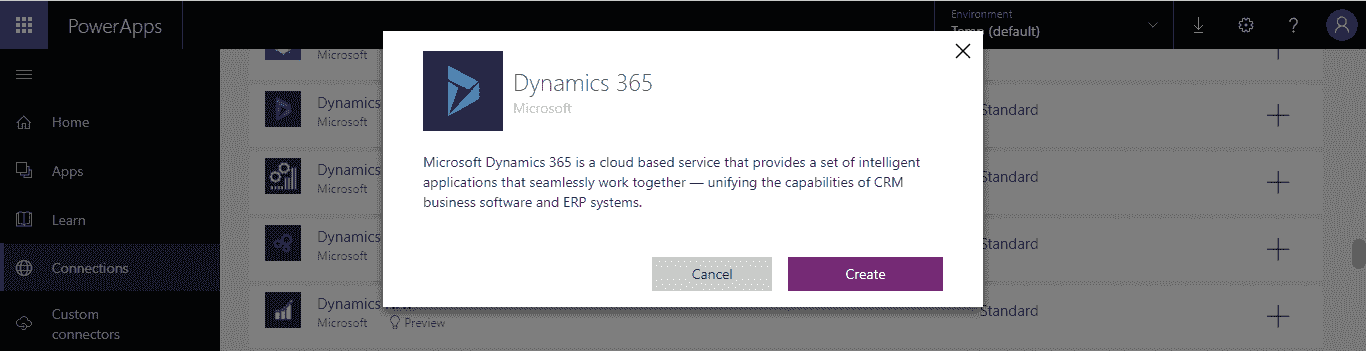 PowerApps
Environment
Temp (default)
?
Dynamics 365
Microsoft
Microsoft Dynamics 365 is a cloud based service that provides a set of intelligent
applications that seamlessly work together — unifying the capabilities of CRM
business software and ERP systems.
Cancel
Create
Home
Apps
Learn
Connections
Custom
connectors
Dynamics
Microsoft
Standard
Dynamics
Microsoft
Standard
Dynamics
Microsoft
Standard
Dynamics
Microsoft
Preview
Standard